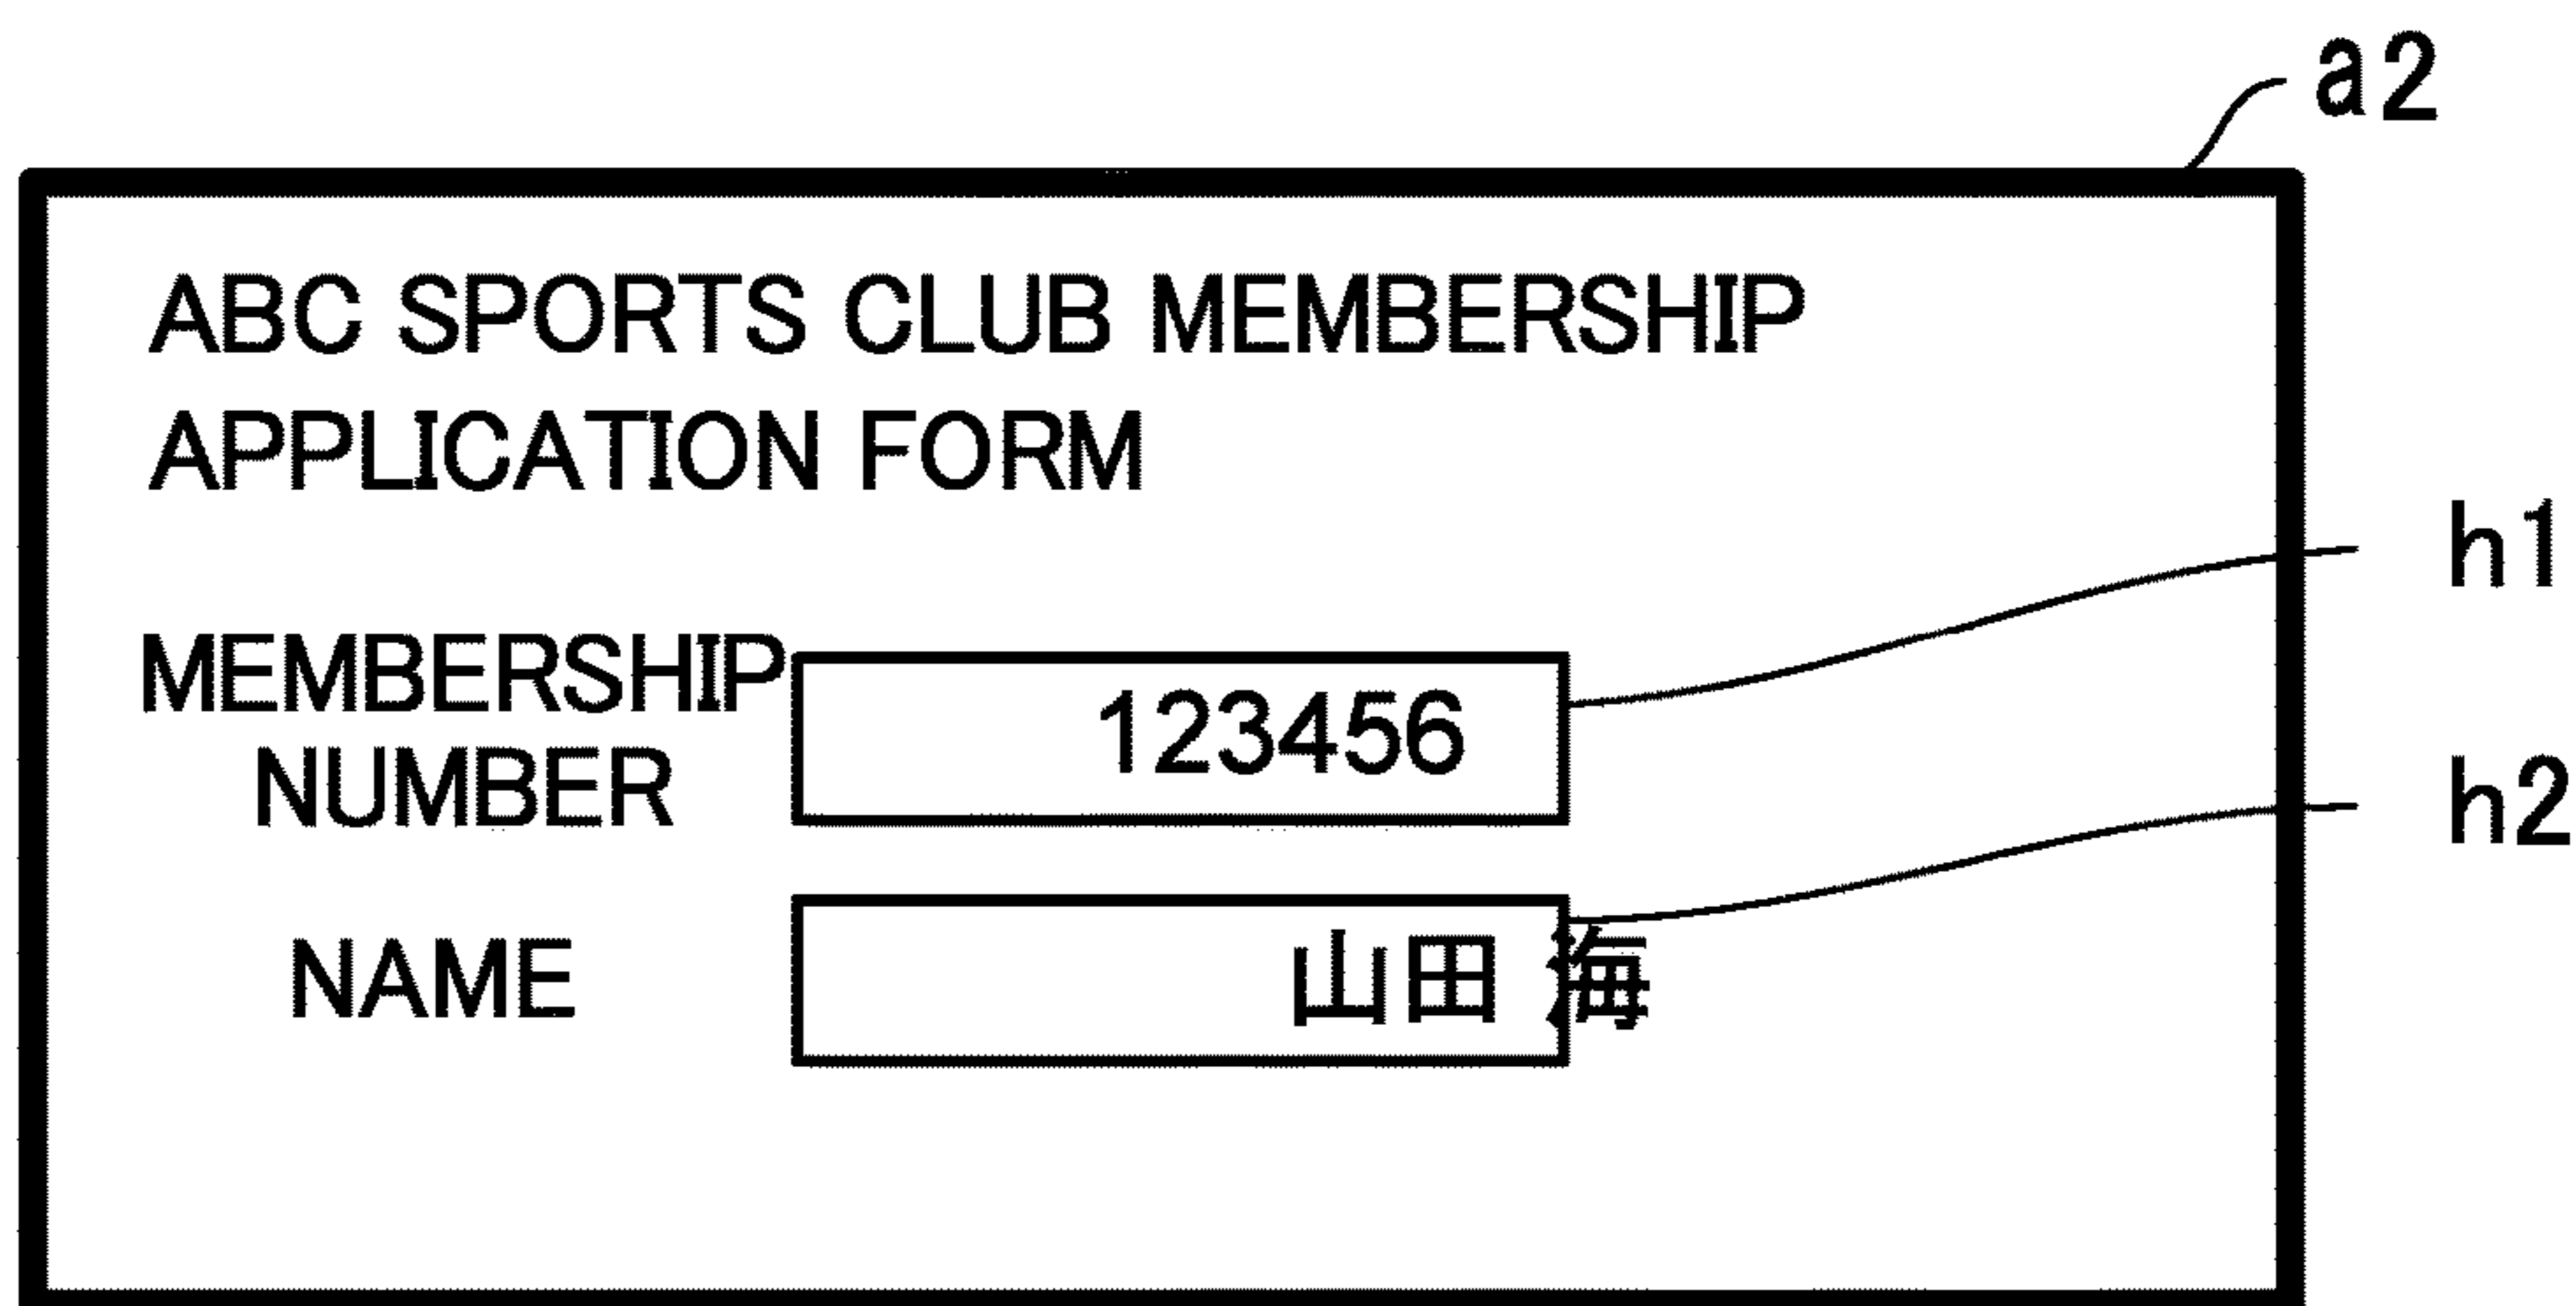 a2
ABC SPORTS CLUB MEMBERSHIP
APPLICATION FORM
h1
MEMBERSHIP
NUMBER
123456
h2
NAME
山田 海